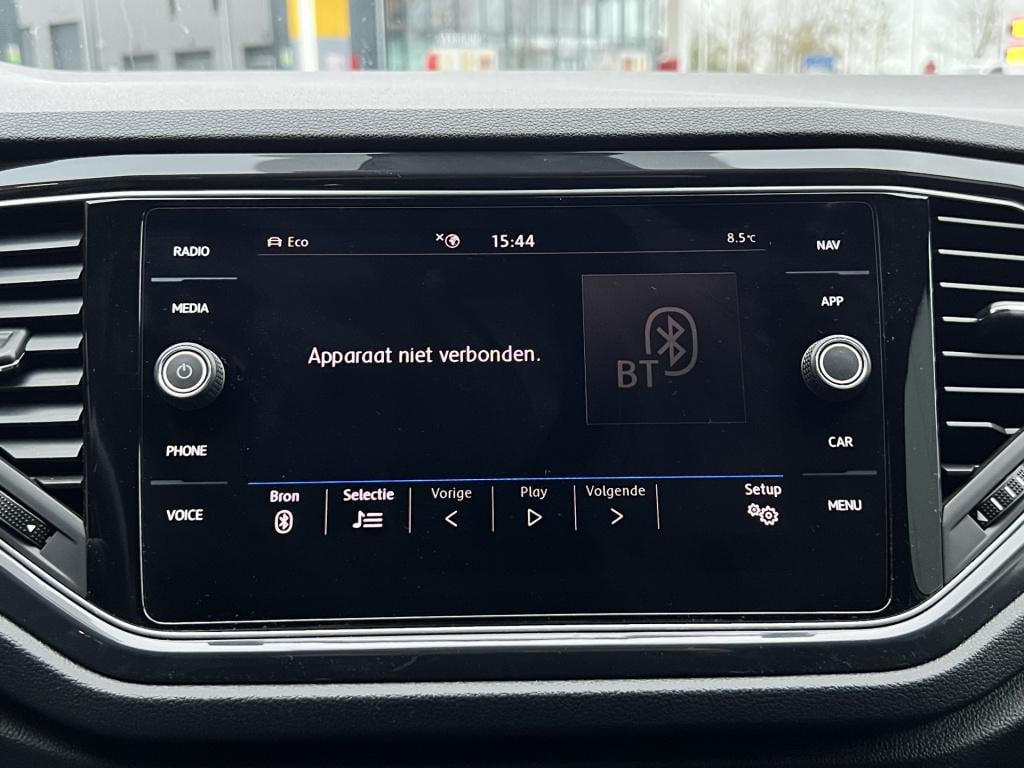 RADIO
MEDIA
PHONE
VOICE
Eco
15:44
8.5°C
Apparaat niet verbonden.
BT
Bron
Selectie
Vorige
Play
Volgende
Setup
NAV
APP
CAR
MENU